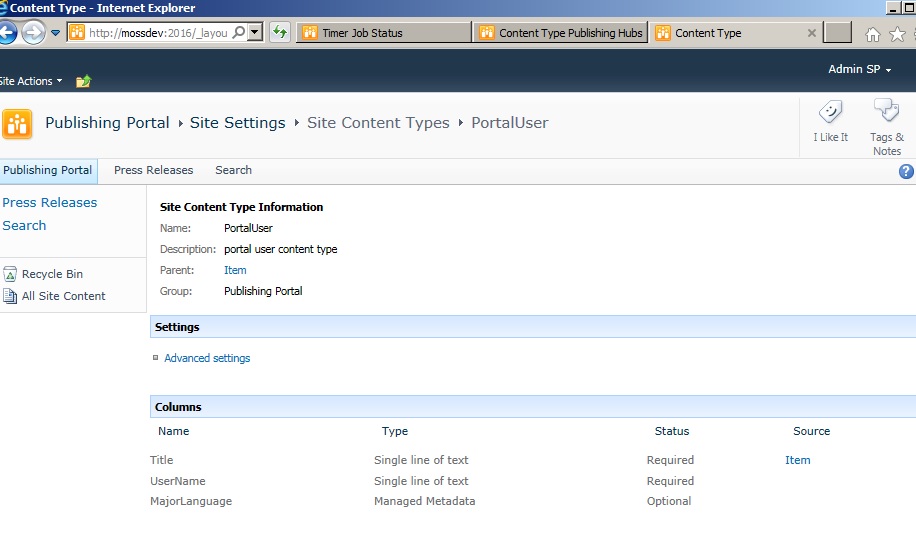 Content Type - Internet Explorer
http://mossdev:2016/_layou
Timer Job Status
Content Type Publishing Hubs
Content Type
Site Actions
Admin SP
Publishing Portal
Site Settings
Site Content Types
PortalUser
I Like It
Tags &
Notes
Publishing Portal
Press Releases
Search
Press Releases
Search
Recycle Bin
All Site Content
Site Content Type Information
Name: PortalUser
Description: portal user content type
Parent: Item
Group: Publishing Portal
Settings
Advanced settings
Columns
Name Type Status Source
Title Single line of text Required Item
UserName Single line of text Required
MajorLanguage Managed Metadata Optional